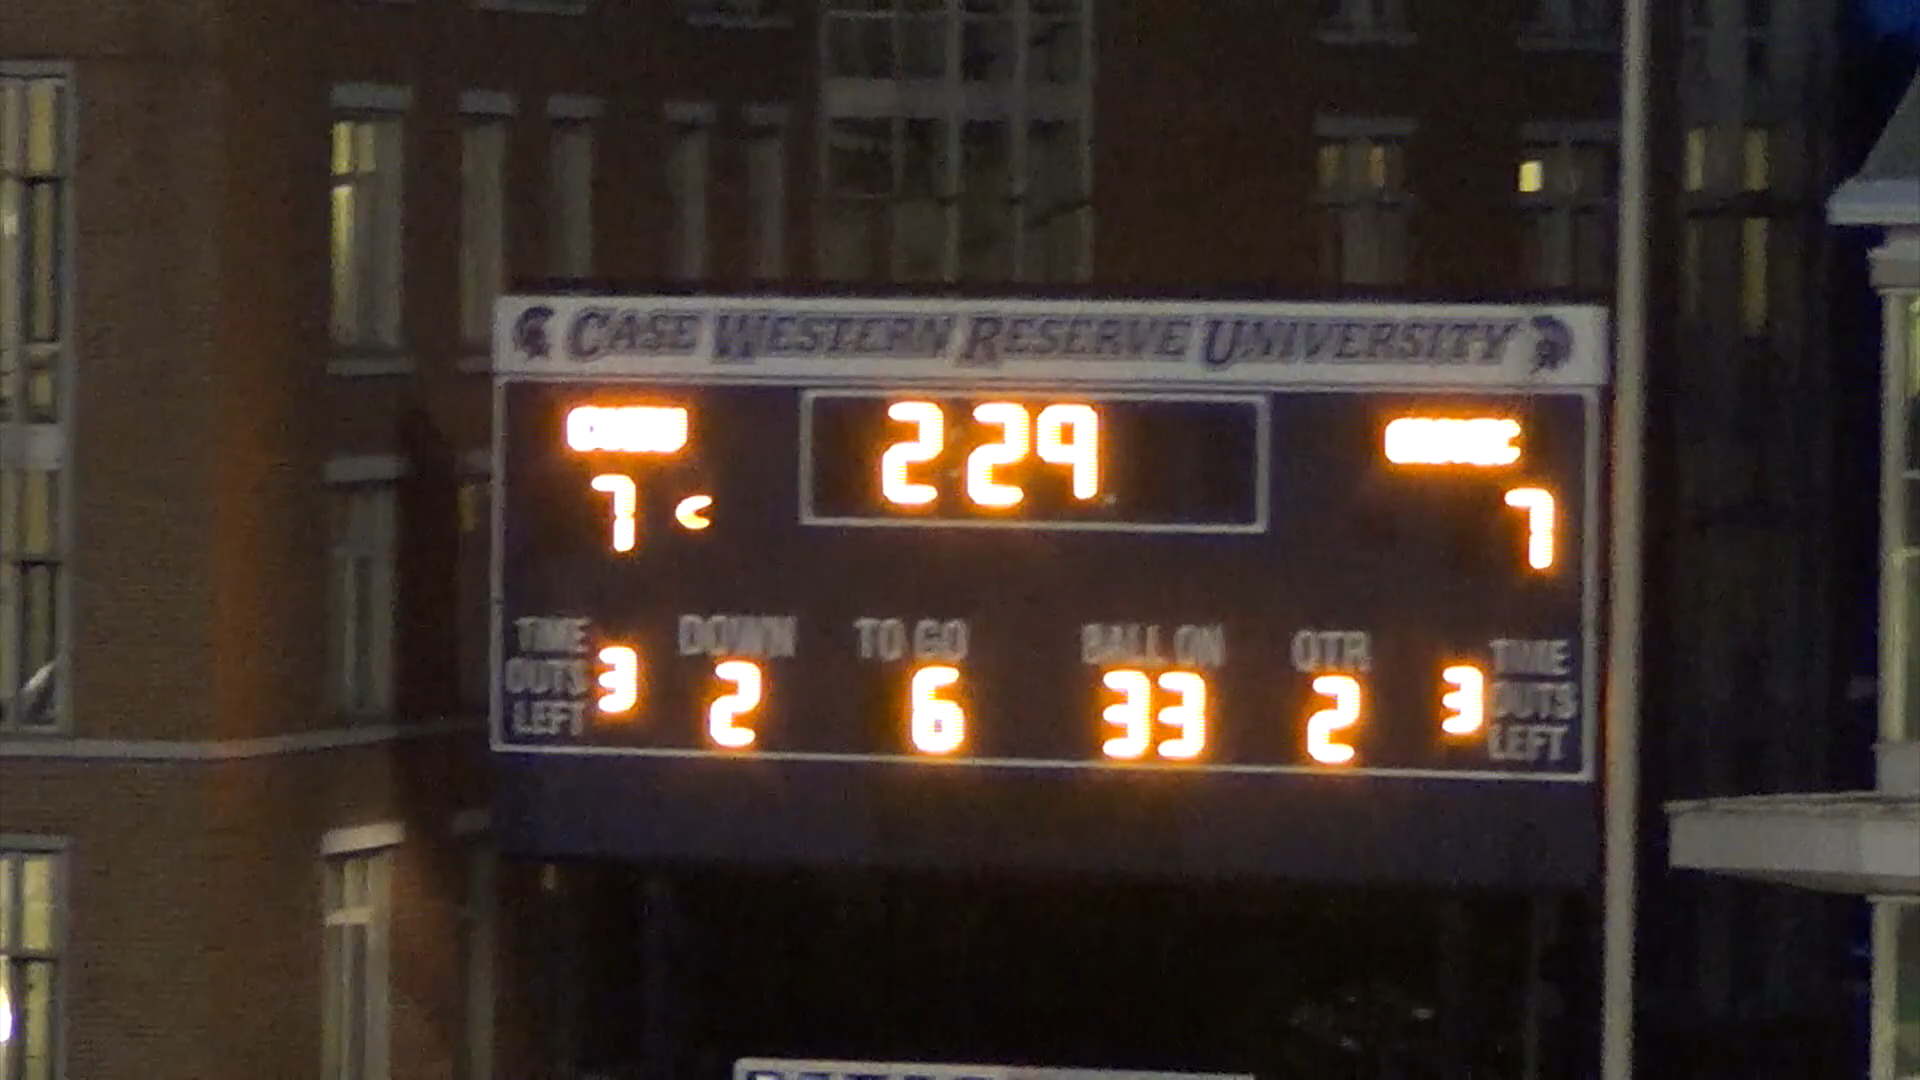 CASE WESTERN RESERVE UNIVERSITY
2 29
7 < 7
TIME OUTS LEFT 3
DOWN 2
TO GO 6
BALL ON 33
QTR 2
3 TIME OUTS LEFT